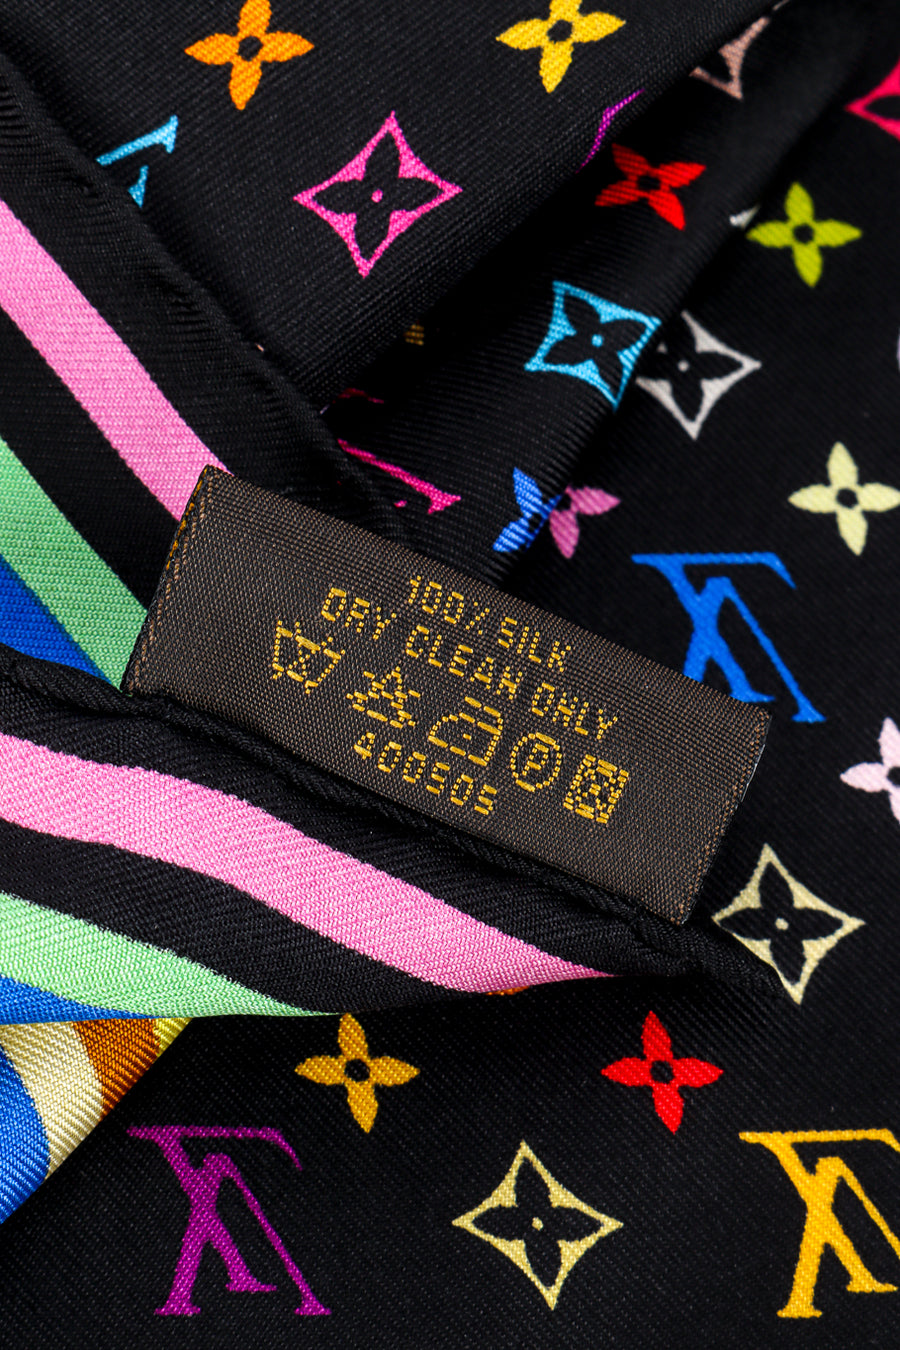 100% SILK
DRY CLEAN ONLY
P
400505